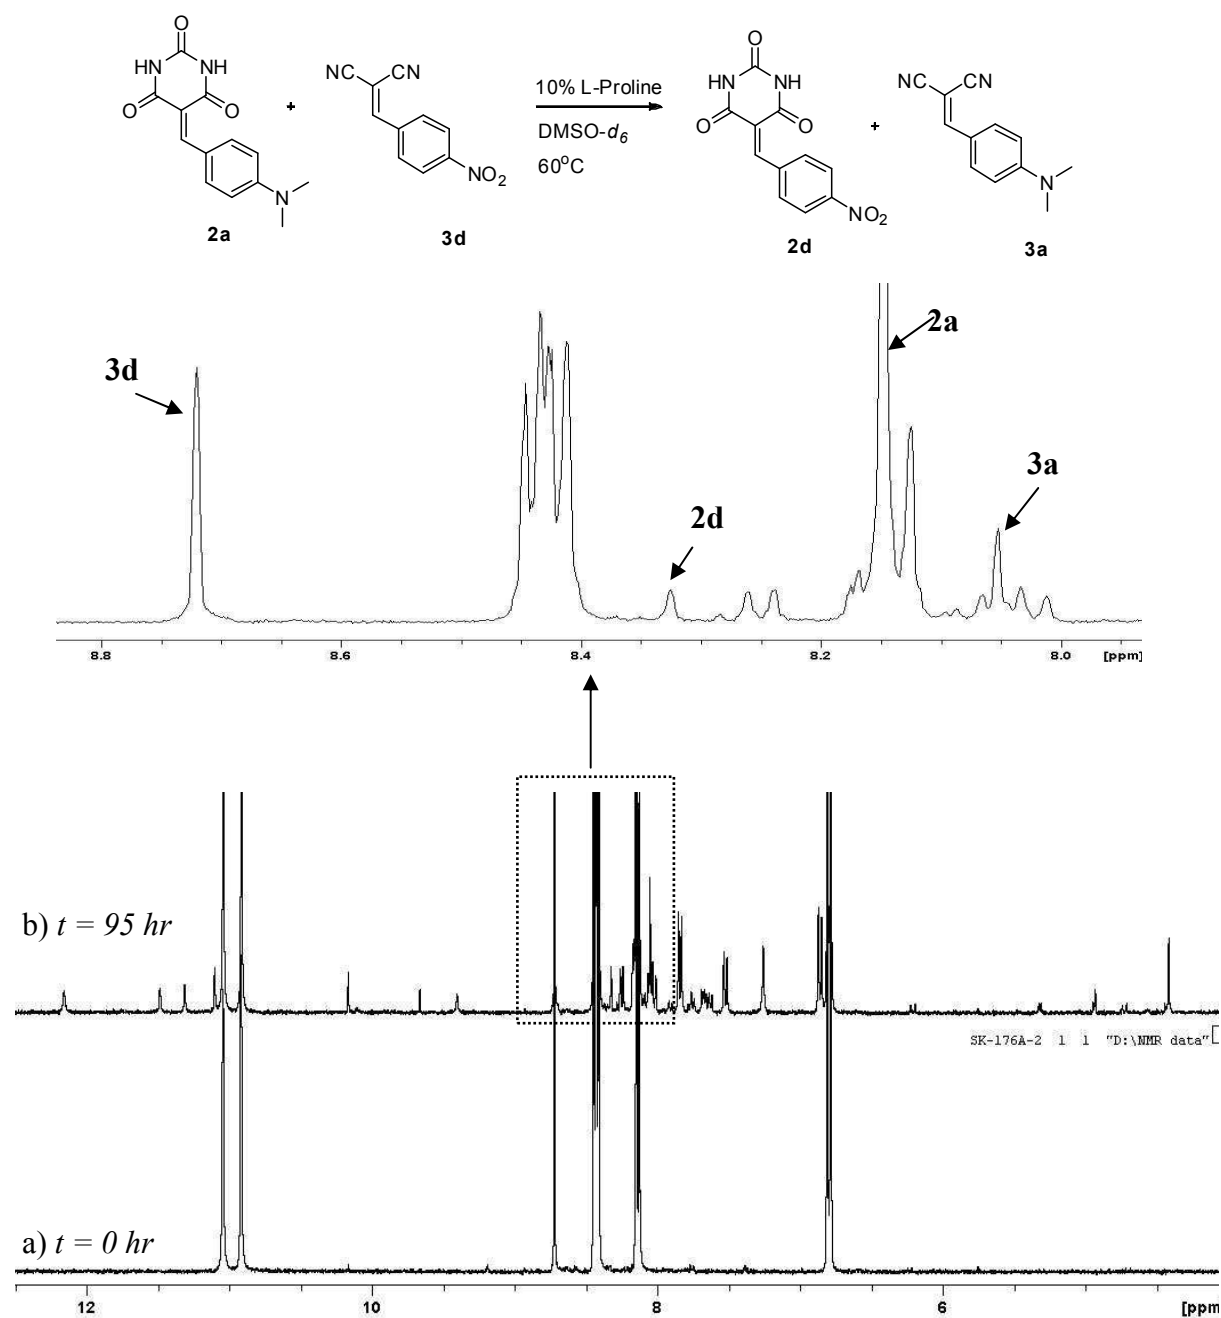 O
HN NH
O O
N
2a
+
NC CN
NO2
3d
10% L-Proline
DMSO-d6
60°C
O
HN NH
O O
NO2
2d
+
NC CN
N
3a
3d
2d
2a
3a
8.8 8.6 8.4 8.2 8.0 [ppm]
b) t = 95 hr
SK-176A-2 1 1 "D:\NMR data"
a) t = 0 hr
12 10 8 6 [ppm